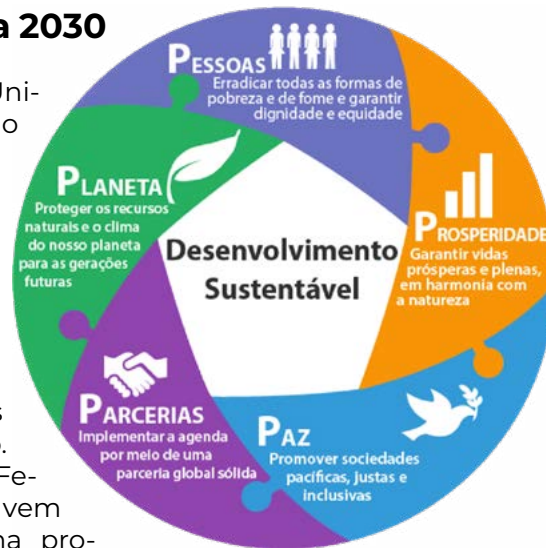 a 2030
Uni-
o
s
o.
Fe-
vem
na pro-
PESSOAS
Erradicar todas as formas de
pobreza e de fome e garantir
dignidade e equidade
PROSPERIDADE
Garantir vidas
prósperas e plenas,
em harmonia com
a natureza
PAZ
Promover sociedades
pacíficas, justas e
inclusivas
PARCERIAS
Implementar a agenda
por meio de uma
parceria global sólida
PLANETA
Proteger os recursos
naturais e o clima
do nosso planeta
para as gerações
futuras
Desenvolvimento
Sustentável